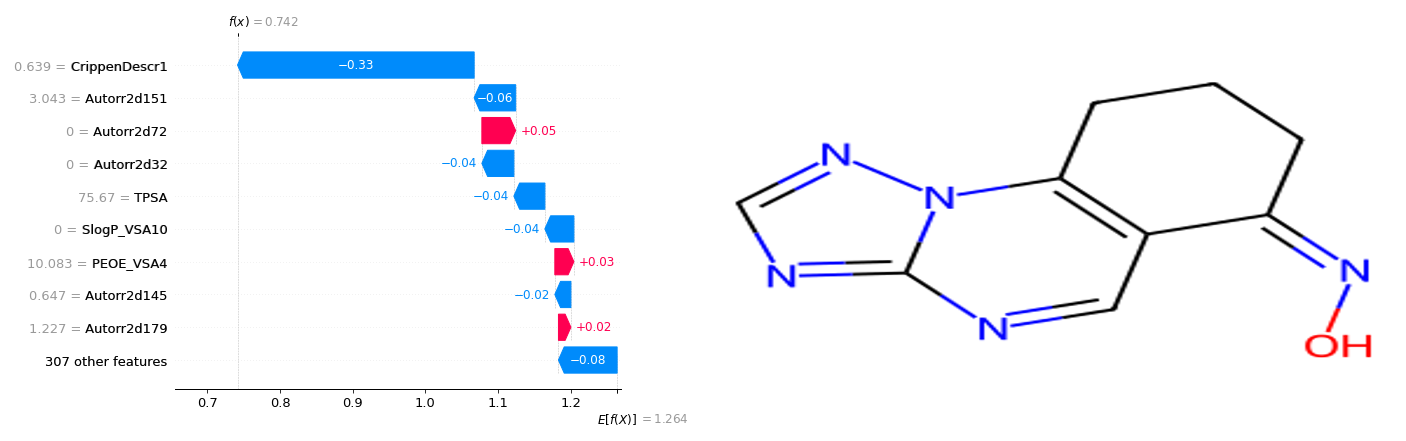 f(x) = 0.742
0.639 = CrippenDescr1
−0.33
3.043 = Autorr2d151
−0.06
0 = Autorr2d72
+0.05
0 = Autorr2d32
−0.04
75.67 = TPSA
−0.04
0 = SlogP_VSA10
−0.04
10.083 = PEOE_VSA4
+0.03
0.647 = Autorr2d145
−0.02
1.227 = Autorr2d179
+0.02
307 other features
−0.08
0.7 0.8 0.9 1.0 1.1 1.2
E[f(X)] = 1.264
N
N
N
N
N
OH